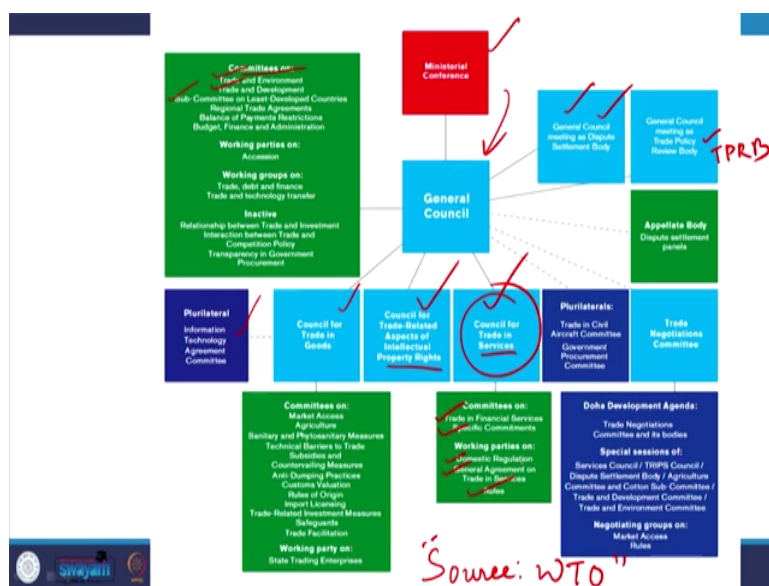 Committees on:
Trade and Environment
Trade and Development
Sub-Committee on Least-Developed Countries
Regional Trade Agreements
Balance of Payments Restrictions
Budget, Finance and Administration
Working parties on:
Accession
Working groups on:
Trade, debt and finance
Trade and technology transfer
Inactive
Relationship between Trade and Investment
Interaction between Trade and
Competition Policy
Transparency in Government
Procurement
Ministerial
Conference
General
Council
General Council
meeting as Dispute
Settlement Body
General Council
meeting as
Trade Policy
Review Body
TPRB
Appellate Body
Dispute settlement
panels
Plurilateral
Information
Technology
Agreement
Committee
Council for
Trade in
Goods
Council for
Trade-Related
Aspects of
Intellectual
Property Rights
Council for
Trade in
Services
Plurilaterals:
Trade in Civil
Aircraft Committee
Government
Procurement
Committee
Trade
Negotiations
Committee
Committees on:
Market Access
Agriculture
Sanitary and Phytosanitary Measures
Technical Barriers to Trade
Subsidies and
Countervailing Measures
Anti-Dumping Practices
Customs Valuation
Rules of Origin
Import Licensing
Trade-Related Investment Measures
Safeguards
Trade Facilitation
Working party on:
State Trading Enterprises
Committees on:
Trade in Financial Services
Specific Commitments
Working parties on:
Domestic Regulation
General Agreement on
Trade in Services
Rules
Doha Development Agenda:
Trade Negotiations
Committee and its bodies
Special sessions of:
Services Council / TRIPS Council /
Dispute Settlement Body / Agriculture
Committee and Cotton Sub-Committee /
Trade and Development Committee /
Trade and Environment Committee
Negotiating groups on:
Market Access
Rules
"Source: WTO"
swayam